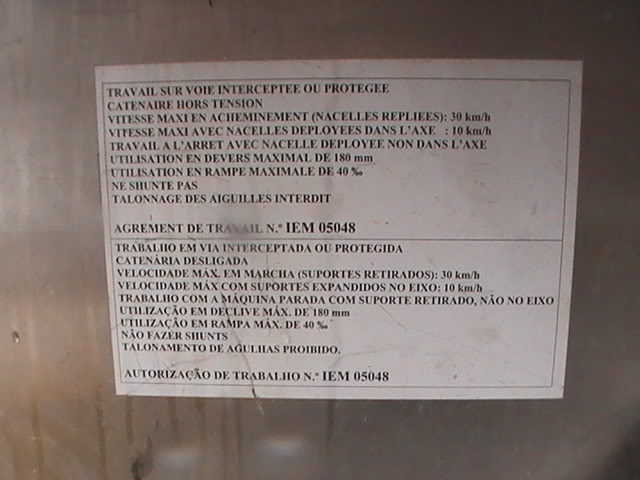 TRAVAIL SUR VOIE INTERCEPTEE OU PROTEGEE
CATENAIRE HORS TENSION
VITESSE MAXI EN ACHEMINEMENT (NACELLES REPLIEES): 30 km/h
VITESSE MAXI AVEC NACELLES DEPLOYEES DANS L'AXE : 10 km/h
TRAVAIL A L'ARRET AVEC NACELLE DEPLOYEE NON DANS L'AXE
UTILISATION EN DEVERS MAXIMAL DE 180 mm
UTILISATION EN RAMPE MAXIMALE DE 40 ‰
NE SHUNTE PAS
TALONNAGE DES AIGUILLES INTERDIT
AGREMENT DE TRAVAIL N.º IEM 05048
TRABALHO EM VIA INTERCEPTADA OU PROTEGIDA
CATENÁRIA DESLIGADA
VELOCIDADE MÁX. EM MARCHA (SUPORTES RETIRADOS): 30 km/h
VELOCIDADE MÁX COM SUPORTES EXPANDIDOS NO EIXO: 10 km/h
TRABALHO COM A MÁQUINA PARADA COM SUPORTE RETIRADO, NÃO NO EIXO
UTILIZAÇÃO EM DECLIVE MÁX. DE 180 mm
UTILIZAÇÃO EM RAMPA MÁX. DE 40 ‰
NÃO FAZER SHUNTS
TALONAMENTO DE AGULHAS PROIBIDO.
AUTORIZAÇÃO DE TRABALHO N.º IEM 05048